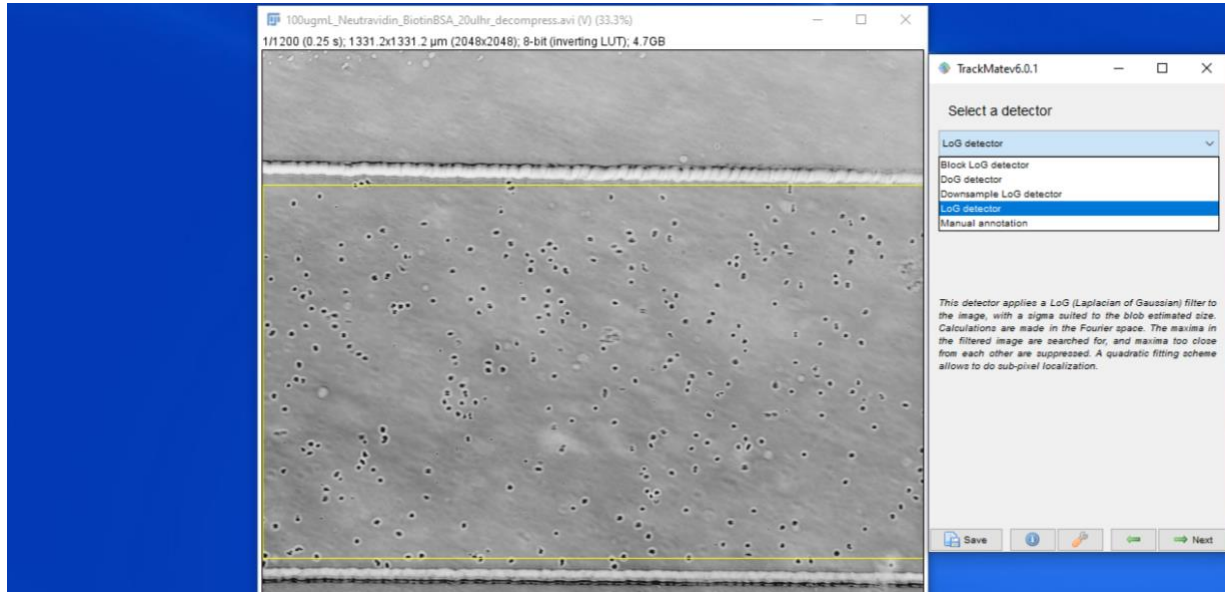 100ugmL_Neutravidin_BiotinBSA_20ulhr_decompress.avi (V) (33.3%)
1/1200 (0.25 s); 1331.2x1331.2 µm (2048x2048); 8-bit (inverting LUT); 4.7GB
TrackMatev6.0.1
Select a detector
LoG detector
Block LoG detector
DoG detector
Downsample LoG detector
LoG detector
Manual annotation
This detector applies a LoG (Laplacian of Gaussian) filter to
the image, with a sigma suited to the blob estimated size.
Calculations are made in the Fourier space. The maxima in
the filtered image are searched for, and maxima too close
from each other are suppressed. A quadratic fitting scheme
allows to do sub-pixel localization.
Save
Next